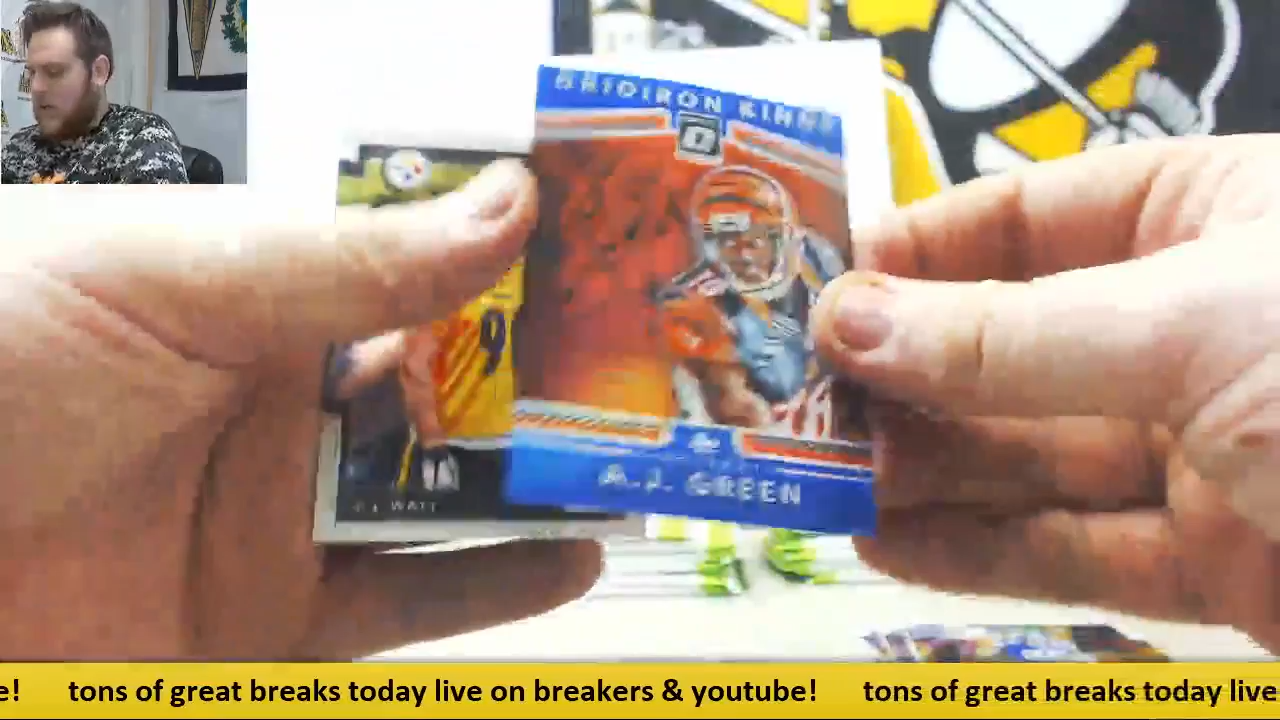 GRIDIRON KINGS
A.J. GREEN
WATT
9
e! tons of great breaks today live on breakers & youtube! tons of great breaks today live